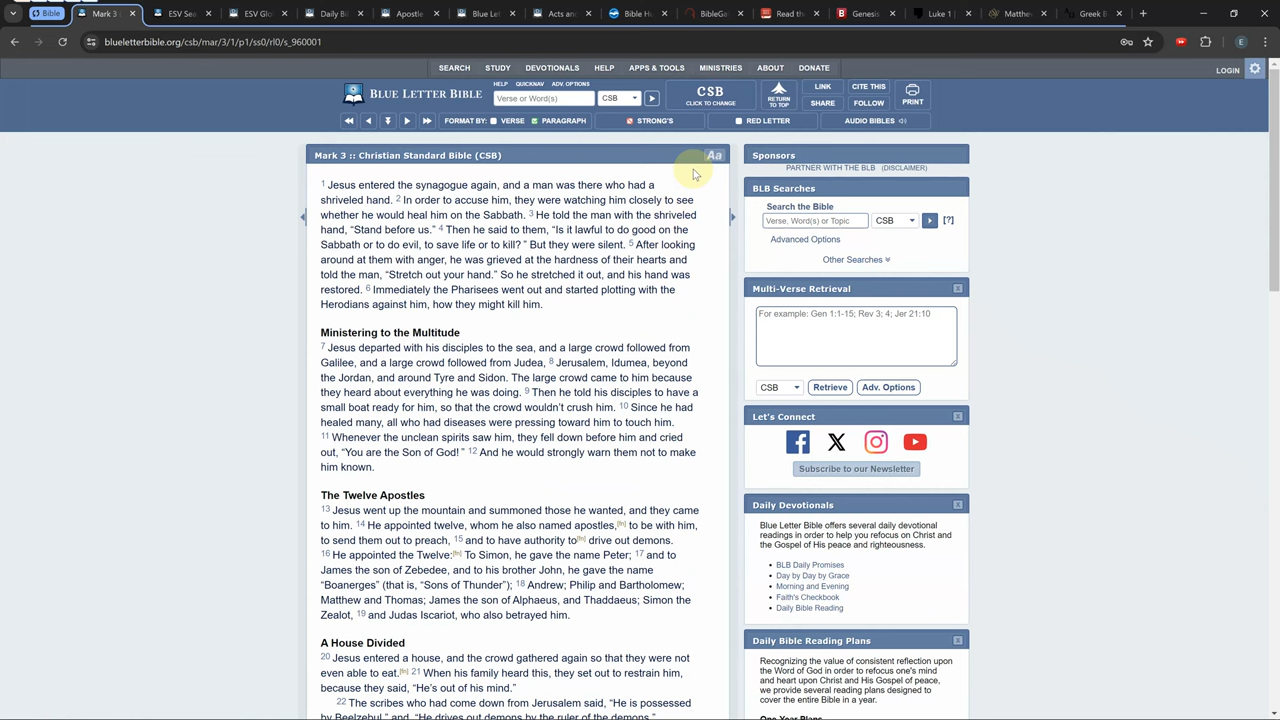 Bible
Mark 3
ESV Sea
ESV Glo
Daily Bi
Apostle
Blue Let
Acts and
Bible Hu
BibleGa
Read the
Genesis
Luke 1
Matthew
Greek B
blueletterbible.org/csb/mar/3/1/p1/ss0/rl0/s_960001
SEARCH STUDY DEVOTIONALS HELP APPS & TOOLS MINISTRIES ABOUT DONATE
LOGIN
BLUE LETTER BIBLE
HELP QUICKNAV ADV. OPTIONS
Verse or Word(s) CSB
CSB
CLICK TO CHANGE
RETURN
TO TOP
LINK
CITE THIS
SHARE
FOLLOW
PRINT
FORMAT BY: VERSE PARAGRAPH STRONG'S RED LETTER AUDIO BIBLES
Mark 3 :: Christian Standard Bible (CSB) Aa
1 Jesus entered the synagogue again, and a man was there who had a
shriveled hand. 2 In order to accuse him, they were watching him closely to see
whether he would heal him on the Sabbath. 3 He told the man with the shriveled
hand, “Stand before us.” 4 Then he said to them, “Is it lawful to do good on the
Sabbath or to do evil, to save life or to kill? ” But they were silent. 5 After looking
around at them with anger, he was grieved at the hardness of their hearts and
told the man, “Stretch out your hand.” So he stretched it out, and his hand was
restored. 6 Immediately the Pharisees went out and started plotting with the
Herodians against him, how they might kill him.
Ministering to the Multitude
7 Jesus departed with his disciples to the sea, and a large crowd followed from
Galilee, and a large crowd followed from Judea, 8 Jerusalem, Idumea, beyond
the Jordan, and around Tyre and Sidon. The large crowd came to him because
they heard about everything he was doing. 9 Then he told his disciples to have a
small boat ready for him, so that the crowd wouldn’t crush him. 10 Since he had
healed many, all who had diseases were pressing toward him to touch him.
11 Whenever the unclean spirits saw him, they fell down before him and cried
out, “You are the Son of God! ” 12 And he would strongly warn them not to make
him known.
The Twelve Apostles
13 Jesus went up the mountain and summoned those he wanted, and they came
to him. 14 He appointed twelve, whom he also named apostles,[fn] to be with him,
to send them out to preach, 15 and to have authority to[fn] drive out demons.
16 He appointed the Twelve:[fn] To Simon, he gave the name Peter; 17 and to
James the son of Zebedee, and to his brother John, he gave the name
“Boanerges” (that is, “Sons of Thunder”); 18 Andrew; Philip and Bartholomew;
Matthew and Thomas; James the son of Alphaeus, and Thaddaeus; Simon the
Zealot, 19 and Judas Iscariot, who also betrayed him.
A House Divided
20 Jesus entered a house, and the crowd gathered again so that they were not
even able to eat.[fn] 21 When his family heard this, they set out to restrain him,
because they said, “He’s out of his mind.”
22 The scribes who had come down from Jerusalem said, “He is possessed
by Beelzebul,” and, “He drives out demons by the ruler of the demons.”
Sponsors
PARTNER WITH THE BLB (DISCLAIMER)
BLB Searches
Search the Bible
Verse, Word(s) or Topic CSB [?]
Advanced Options
Other Searches
Multi-Verse Retrieval
For example: Gen 1:1-15; Rev 3; 4; Jer 21:10
CSB Retrieve Adv. Options
Let's Connect
Subscribe to our Newsletter
Daily Devotionals
Blue Letter Bible offers several daily devotional
readings in order to help you refocus on Christ and
the Gospel of His peace and righteousness.
BLB Daily Promises
Day by Day by Grace
Morning and Evening
Faith's Checkbook
Daily Bible Reading
Daily Bible Reading Plans
Recognizing the value of consistent reflection upon
the Word of God in order to refocus one's mind
and heart upon Christ and His Gospel of peace,
we provide several reading plans designed to
cover the entire Bible in a year.
One Year Plans